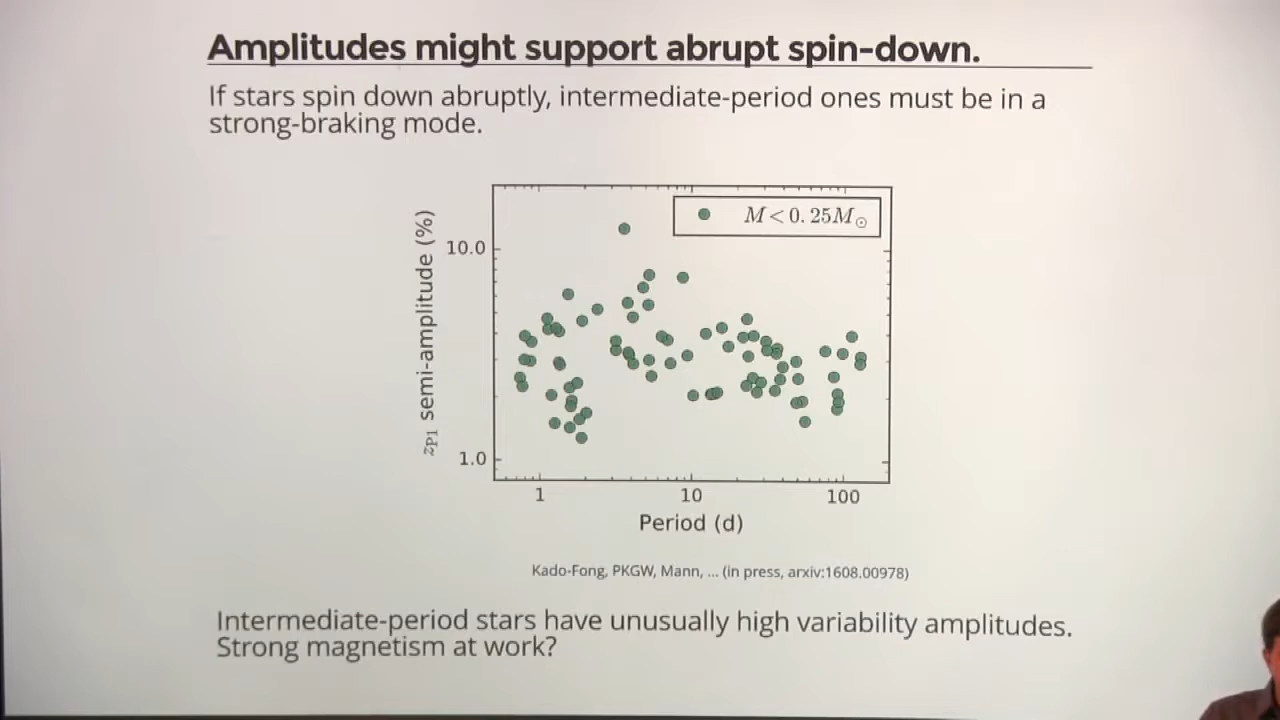 Amplitudes might support abrupt spin-down.
If stars spin down abruptly, intermediate-period ones must be in a
strong-braking mode.
M < 0.25M⊙
10.0
1.0
zP1 semi-amplitude (%)
1 10 100
Period (d)
Kado-Fong, PKGW, Mann, ... (in press, arxiv:1608.00978)
Intermediate-period stars have unusually high variability amplitudes.
Strong magnetism at work?